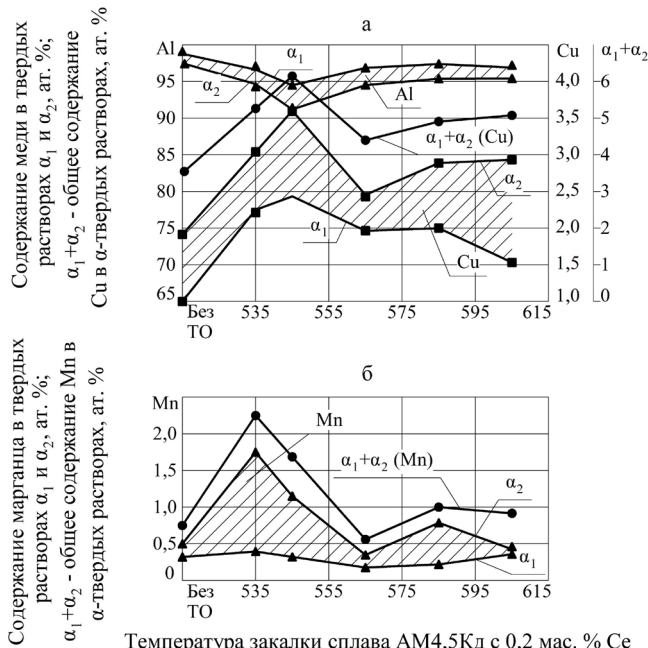 а
Содержание меди в твердых
растворах α₁ и α₂, ат. %;
α₁+α₂ - общее содержание
Cu в α-твердых растворах, ат. %
Al
95
90
85
80
75
70
65
α₁
α₂
Al
α₁+α₂ (Cu)
α₂
α₁
Cu
Cu
4,0
3,5
3,0
2,5
2,0
1,5
1,0
α₁+α₂
6
5
4
3
2
1
0
Без
ТО
535
555
575
595
615
б
Содержание марганца в твердых
растворах α₁ и α₂, ат. %;
α₁+α₂ - общее содержание Mn в
α-твердых растворах, ат. %
Mn
2,0
1,5
1,0
0,5
0
Mn
α₁+α₂ (Mn)
α₂
α₁
Без
ТО
535
555
575
595
615
Температура закалки сплава АМ4,5Кд с 0,2 мас. % Ce